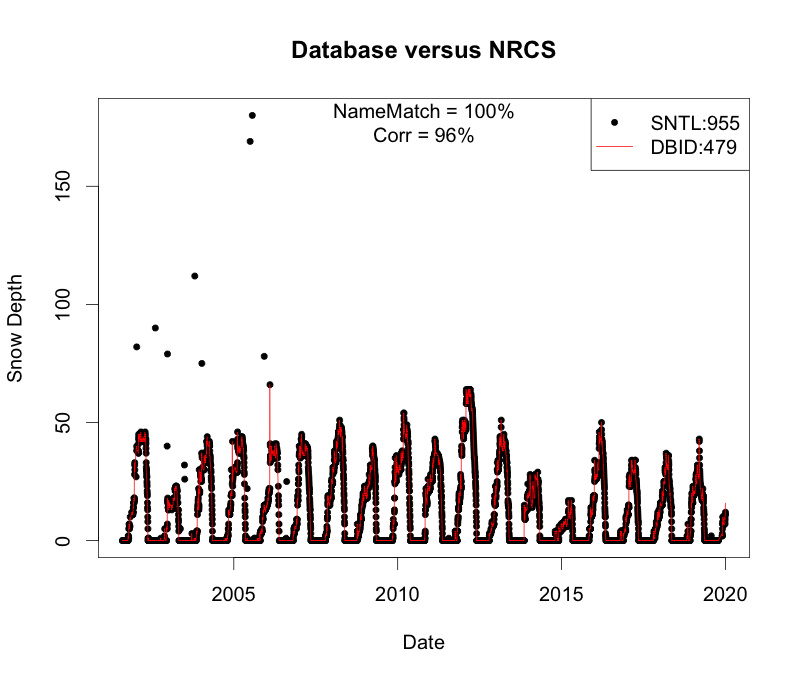 Database versus NRCS
NameMatch = 100%
Corr = 96%
SNTL:955
DBID:479
Snow Depth
150
100
50
0
2005 2010 2015 2020
Date